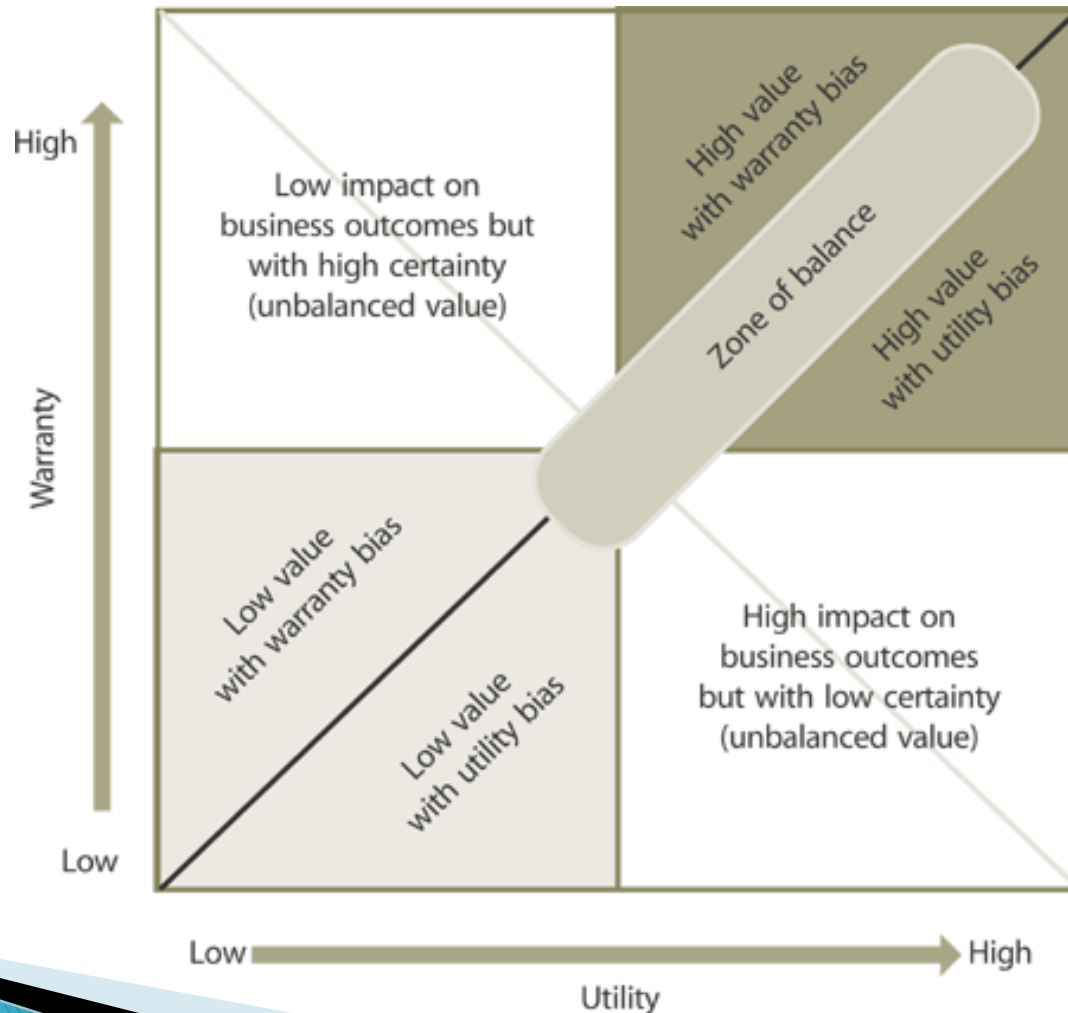 High
Warranty
Low
Low impact on
business outcomes but
with high certainty
(unbalanced value)
High value
with warranty bias
Zone of balance
High value
with utility bias
Low value
with warranty bias
Low value
with utility bias
High impact on
business outcomes
but with low certainty
(unbalanced value)
Low
High
Utility